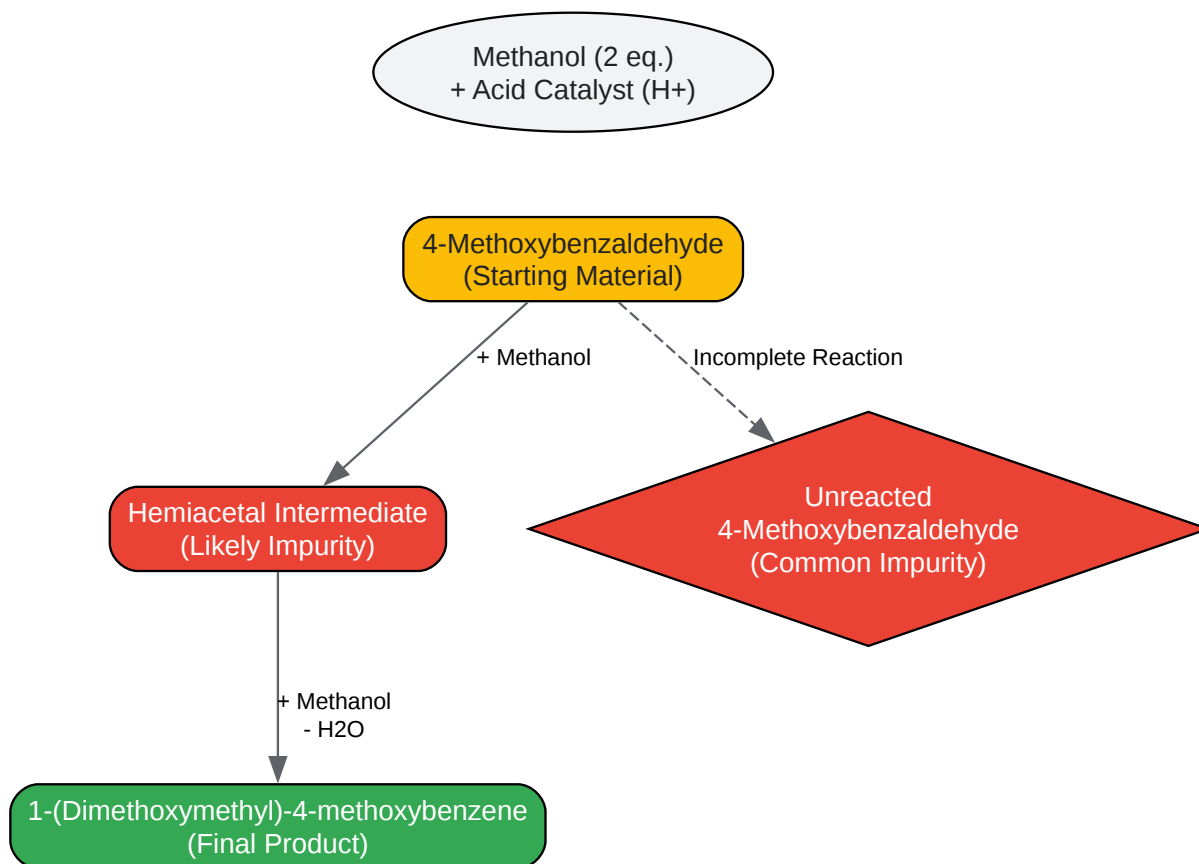 Methanol (2 eq.)
+ Acid Catalyst (H+)
4-Methoxybenzaldehyde
(Starting Material)
+ Methanol
Incomplete Reaction
Hemiacetal Intermediate
(Likely Impurity)
Unreacted
4-Methoxybenzaldehyde
(Common Impurity)
+ Methanol
- H2O
1-(Dimethoxymethyl)-4-methoxybenzene
(Final Product)